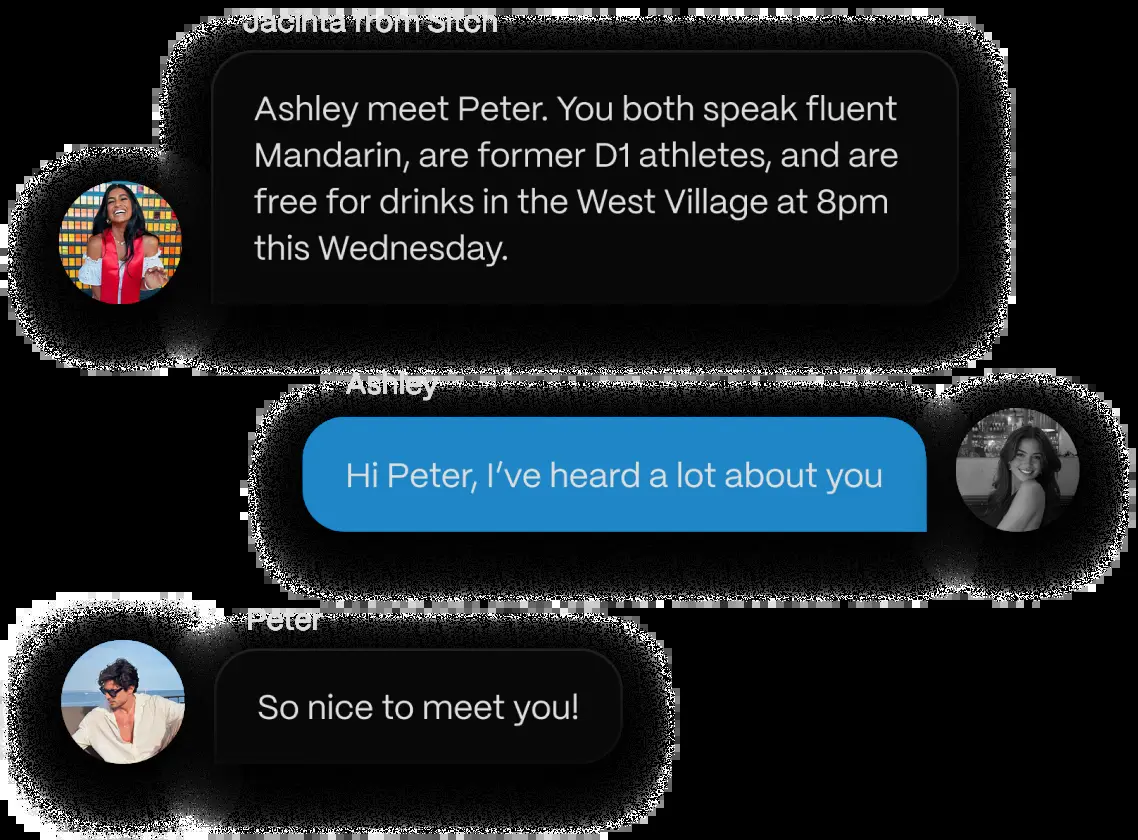 Jacinta from Sitch
Ashley meet Peter. You both speak fluent
Mandarin, are former D1 athletes, and are
free for drinks in the West Village at 8pm
this Wednesday.
Ashley
Hi Peter, I’ve heard a lot about you
Peter
So nice to meet you!